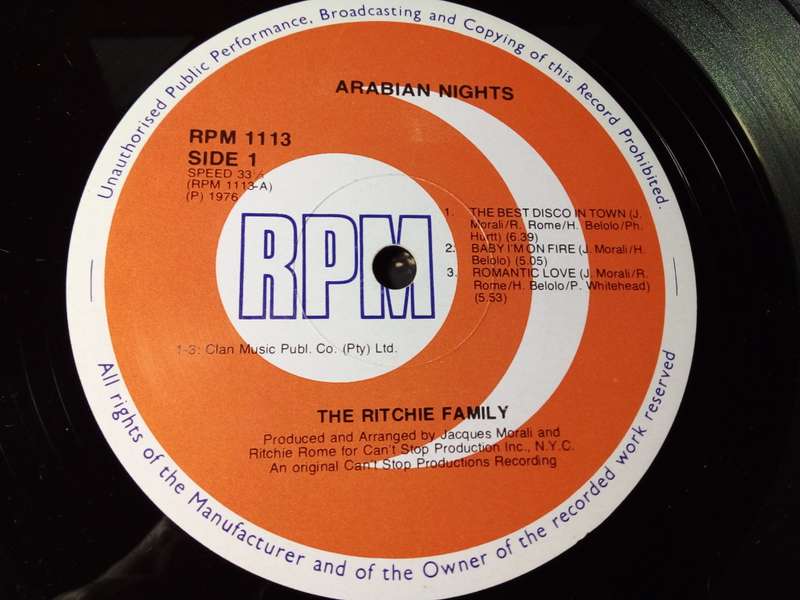 Unauthorised Public Performance, Broadcasting and Copying of this Record Prohibited.
ARABIAN NIGHTS
RPM 1113
SIDE 1
SPEED 33⅓
(RPM 1113-A)
(P) 1976
RPM
1. THE BEST DISCO IN TOWN (J.
Morali/R. Rome/H. Belolo/Ph.
Hurtt) (6.39)
2. BABY I'M ON FIRE (J. Morali/H.
Belolo) (5.05)
3. ROMANTIC LOVE (J. Morali/R.
Rome/H. Belolo/P. Whitehead)
(5.53)
1-3: Clan Music Publ. Co. (Pty) Ltd.
THE RITCHIE FAMILY
Produced and Arranged by Jacques Morali and
Ritchie Rome for Can't Stop Production Inc., N.Y.C.
An original Can't Stop Productions Recording
All rights of the Manufacturer and of the Owner of the recorded work reserved